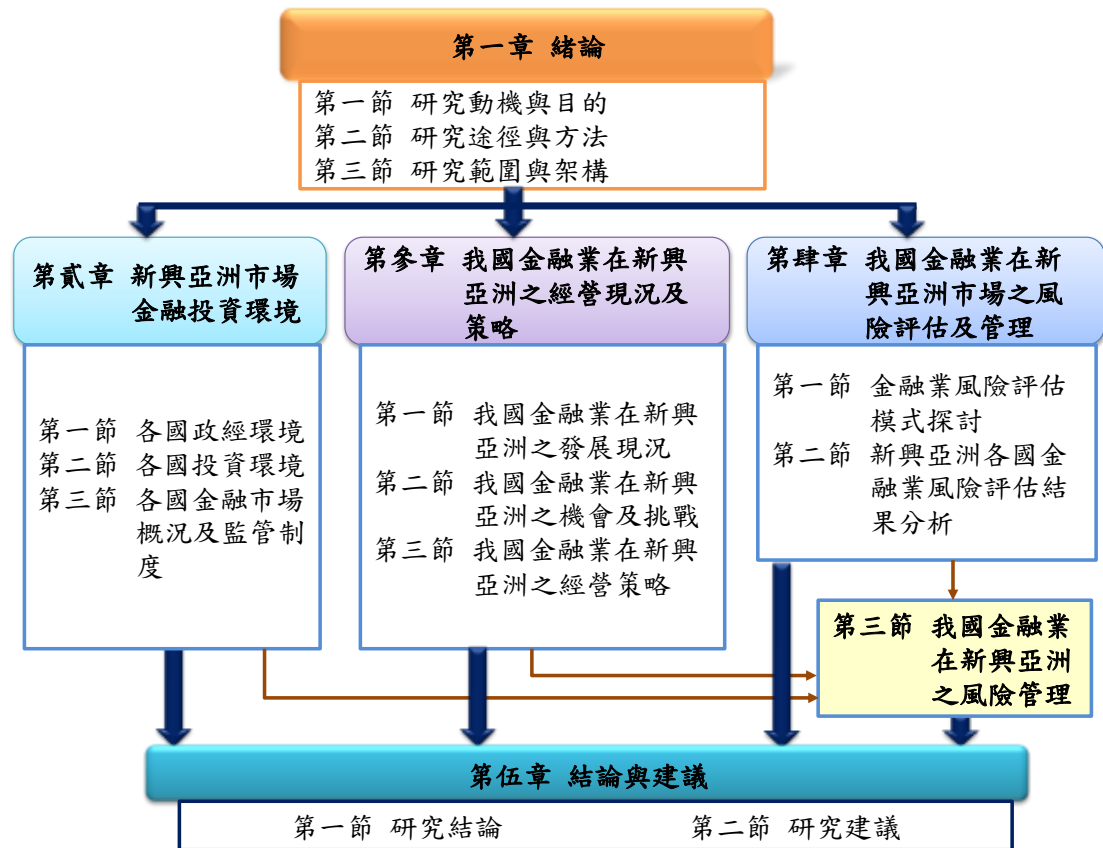 第一章 緒論
第一節 研究動機與目的
第二節 研究途徑與方法
第三節 研究範圍與架構
第貳章 新興亞洲市場
金融投資環境
第一節 各國政經環境
第二節 各國投資環境
第三節 各國金融市場
概況及監管制
度
第參章 我國金融業在新興
亞洲之經營現況及
策略
第一節 我國金融業在新興
亞洲之發展現況
第二節 我國金融業在新興
亞洲之機會及挑戰
第三節 我國金融業在新興
亞洲之經營策略
第肆章 我國金融業在新
興亞洲市場之風
險評估及管理
第一節 金融業風險評估
模式探討
第二節 新興亞洲各國金
融業風險評估結
果分析
第三節 我國金融業
在新興亞洲
之風險管理
第伍章 結論與建議
第一節 研究結論 第二節 研究建議